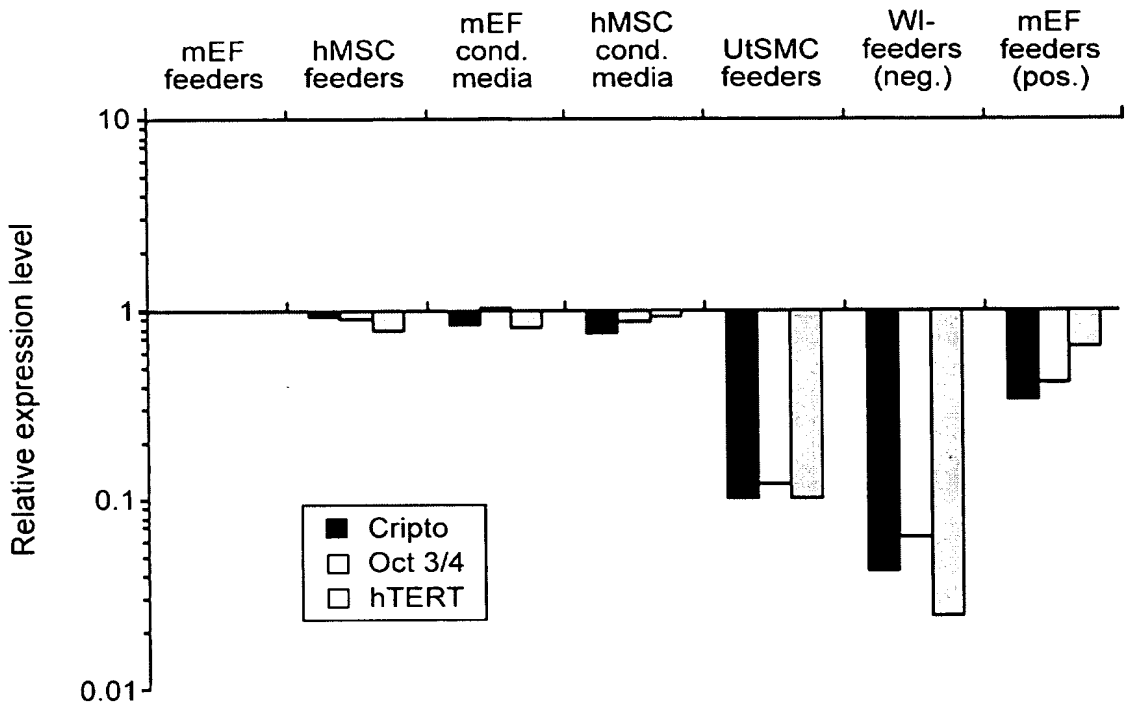 mEF
feeders
hMSC
feeders
mEF
cond.
media
hMSC
cond.
media
UtSMC
feeders
WI-
feeders
(neg.)
mEF
feeders
(pos.)
10
1
0.1
0.01
Relative expression level
Cripto
Oct 3/4
hTERT